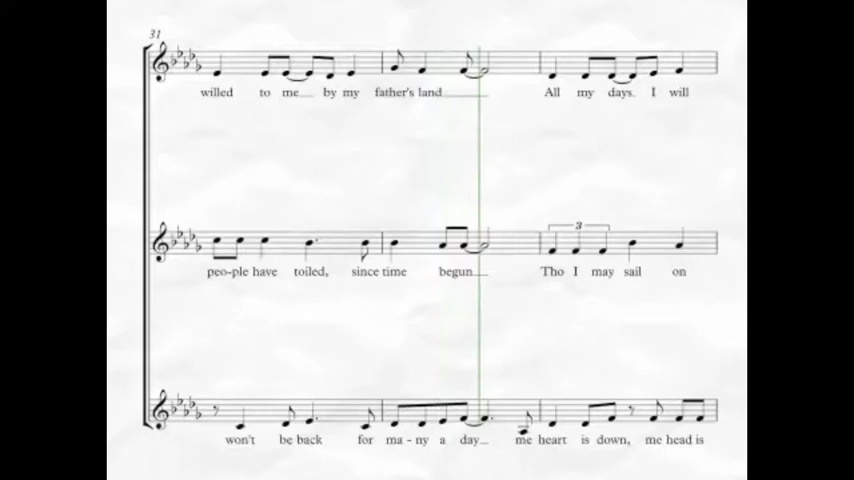 31
willed to me by my father's land All my days. I will
3
peo-ple have toiled, since time begun Tho I may sail on
won't be back for ma - ny a day me heart is down, me head is